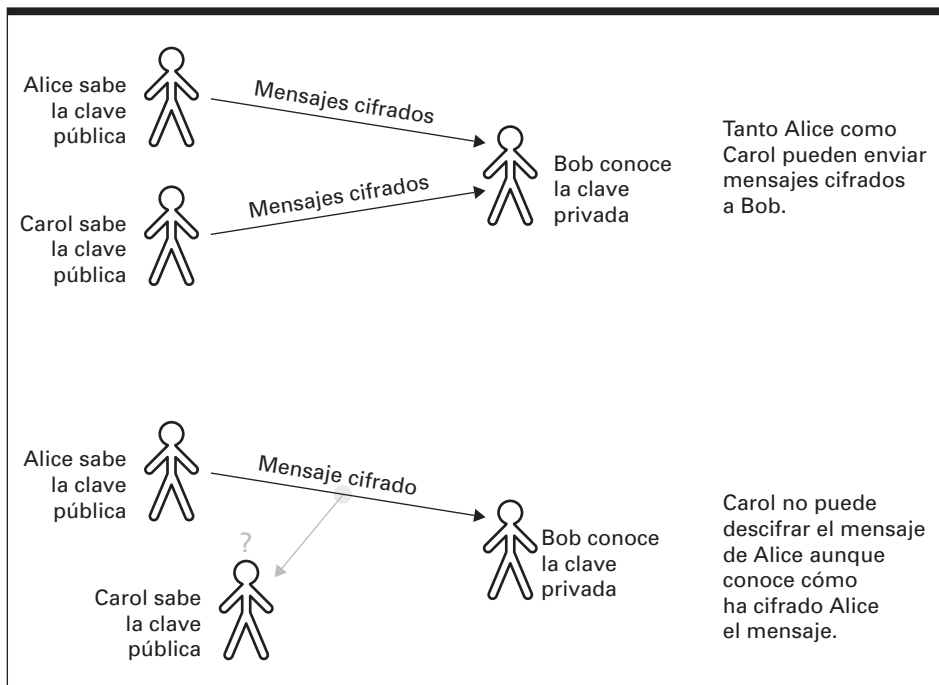 Alice sabe
la clave
pública
Mensajes cifrados
Carol sabe
la clave
pública
Mensajes cifrados
Bob conoce
la clave
privada
Tanto Alice como
Carol pueden enviar
mensajes cifrados
a Bob.
Alice sabe
la clave
pública
Mensaje cifrado
?
Carol sabe
la clave
pública
Bob conoce
la clave
privada
Carol no puede
descifrar el mensaje
de Alice aunque
conoce cómo
ha cifrado Alice
el mensaje.